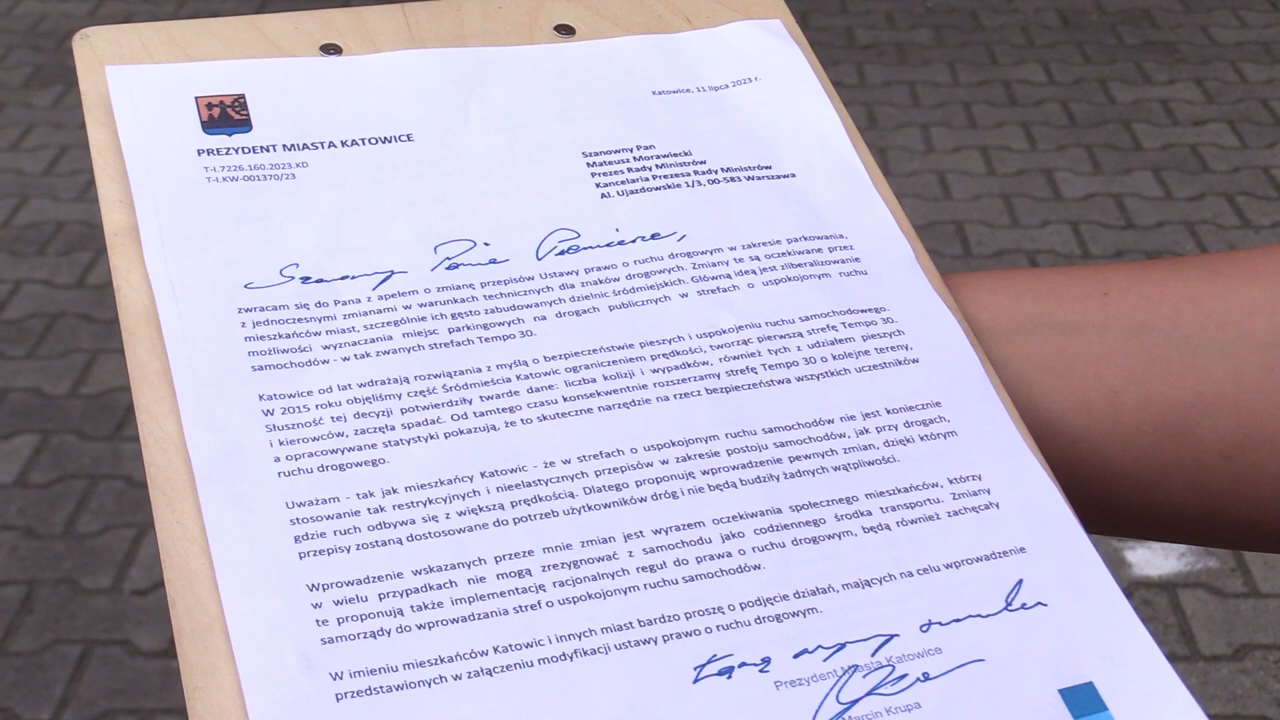 Katowice, 11 lipca 2023 r.
PREZYDENT MIASTA KATOWICE
T-I.7226.160.2023.KD
T-I.KW-001370/23
Szanowny Pan
Mateusz Morawiecki
Prezes Rady Ministrów
Kancelaria Prezesa Rady Ministrów
Al. Ujazdowskie 1/3, 00-583 Warszawa
Szanowny Panie Premierze,
zwracam się do Pana z apelem o zmianę przepisów Ustawy prawo o ruchu drogowym w zakresie parkowania,
z jednoczesnymi zmianami w warunkach technicznych dla znaków drogowych. Zmiany te są oczekiwane przez
mieszkańców miast, szczególnie ich gęsto zabudowanych dzielnic śródmiejskich. Główną ideą jest zliberalizowanie
możliwości wyznaczania miejsc parkingowych na drogach publicznych w strefach o uspokojonym ruchu
samochodów - w tak zwanych strefach Tempo 30.
Katowice od lat wdrażają rozwiązania z myślą o bezpieczeństwie pieszych i uspokojeniu ruchu samochodowego.
W 2015 roku objęliśmy część Śródmieścia Katowic ograniczeniem prędkości, tworząc pierwszą strefę Tempo 30.
Słuszność tej decyzji potwierdziły twarde dane: liczba kolizji i wypadków, również tych z udziałem pieszych
i kierowców, zaczęła spadać. Od tamtego czasu konsekwentnie rozszerzamy strefę Tempo 30 o kolejne tereny,
a opracowywane statystyki pokazują, że to skuteczne narzędzie na rzecz bezpieczeństwa wszystkich uczestników
ruchu drogowego.
Uważam - tak jak mieszkańcy Katowic - że w strefach o uspokojonym ruchu samochodów nie jest koniecznie
stosowanie tak restrykcyjnych i nieelastycznych przepisów w zakresie postoju samochodów, jak przy drogach,
gdzie ruch odbywa się z większą prędkością. Dlatego proponuję wprowadzenie pewnych zmian, dzięki którym
przepisy zostaną dostosowane do potrzeb użytkowników dróg i nie będą budziły żadnych wątpliwości.
Wprowadzenie wskazanych przeze mnie zmian jest wyrazem oczekiwania społecznego mieszkańców, którzy
w wielu przypadkach nie mogą zrezygnować z samochodu jako codziennego środka transportu. Zmiany
te proponują także implementację racjonalnych reguł do prawa o ruchu drogowym, będą również zachęcały
samorządy do wprowadzania stref o uspokojonym ruchu samochodów.
W imieniu mieszkańców Katowic i innych miast bardzo proszę o podjęcie działań, mających na celu wprowadzenie
przedstawionych w załączeniu modyfikacji ustawy prawo o ruchu drogowym.
Prezydent Miasta Katowice
Marcin Krupa